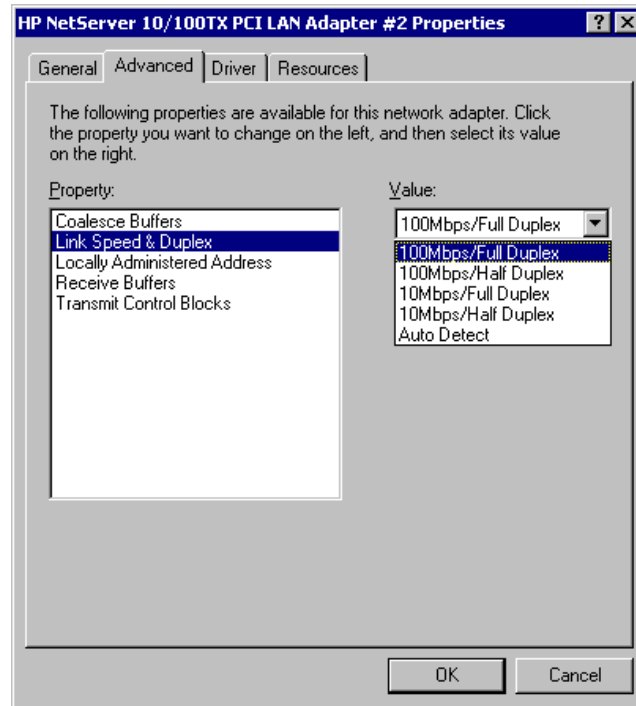 HP NetServer 10/100TX PCI LAN Adapter #2 Properties
General Advanced Driver Resources
The following properties are available for this network adapter. Click
the property you want to change on the left, and then select its value
on the right.
Property:
Coalesce Buffers
Link Speed & Duplex
Locally Administered Address
Receive Buffers
Transmit Control Blocks
Value:
100Mbps/Full Duplex
100Mbps/Full Duplex
100Mbps/Half Duplex
10Mbps/Full Duplex
10Mbps/Half Duplex
Auto Detect
OK Cancel